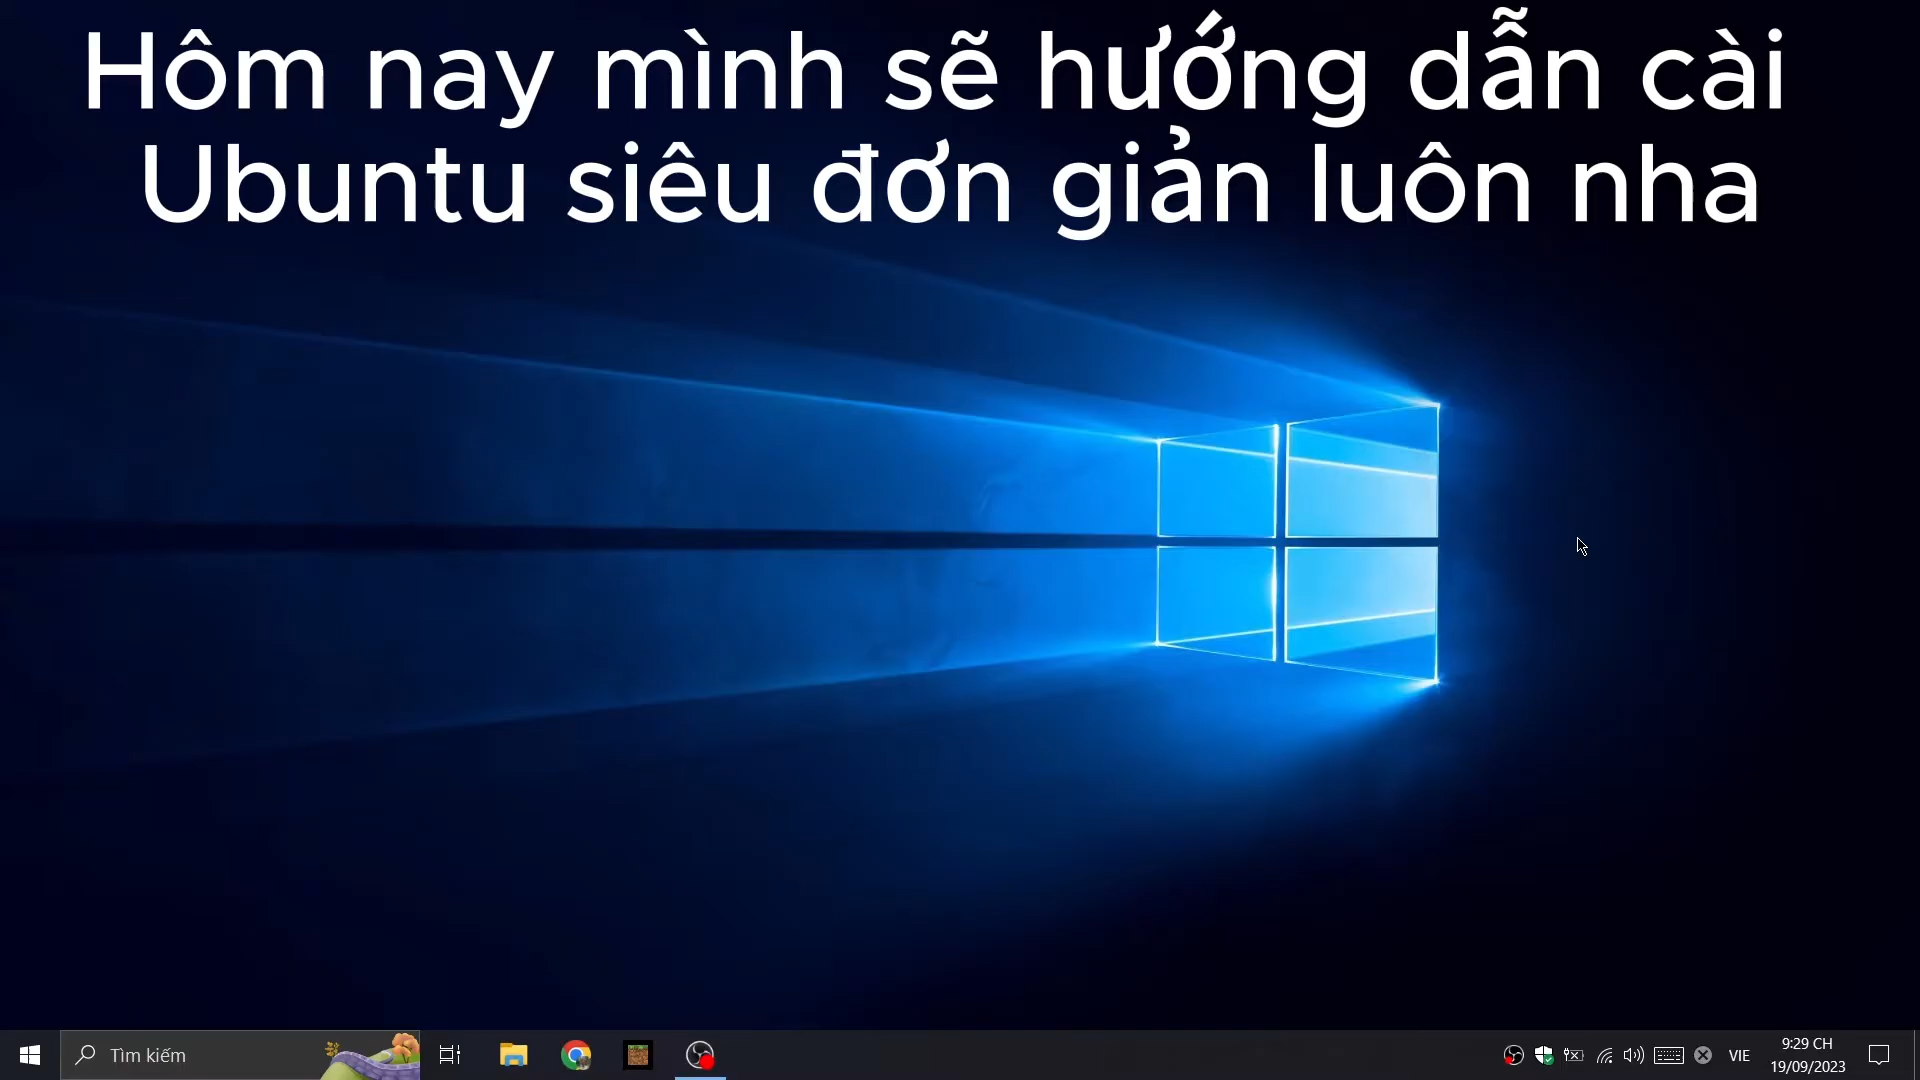 Hôm nay mình sẽ hướng dẫn cài
Ubuntu siêu đơn giản luôn nha
Tìm kiếm
VIE
9:29 CH
19/09/2023